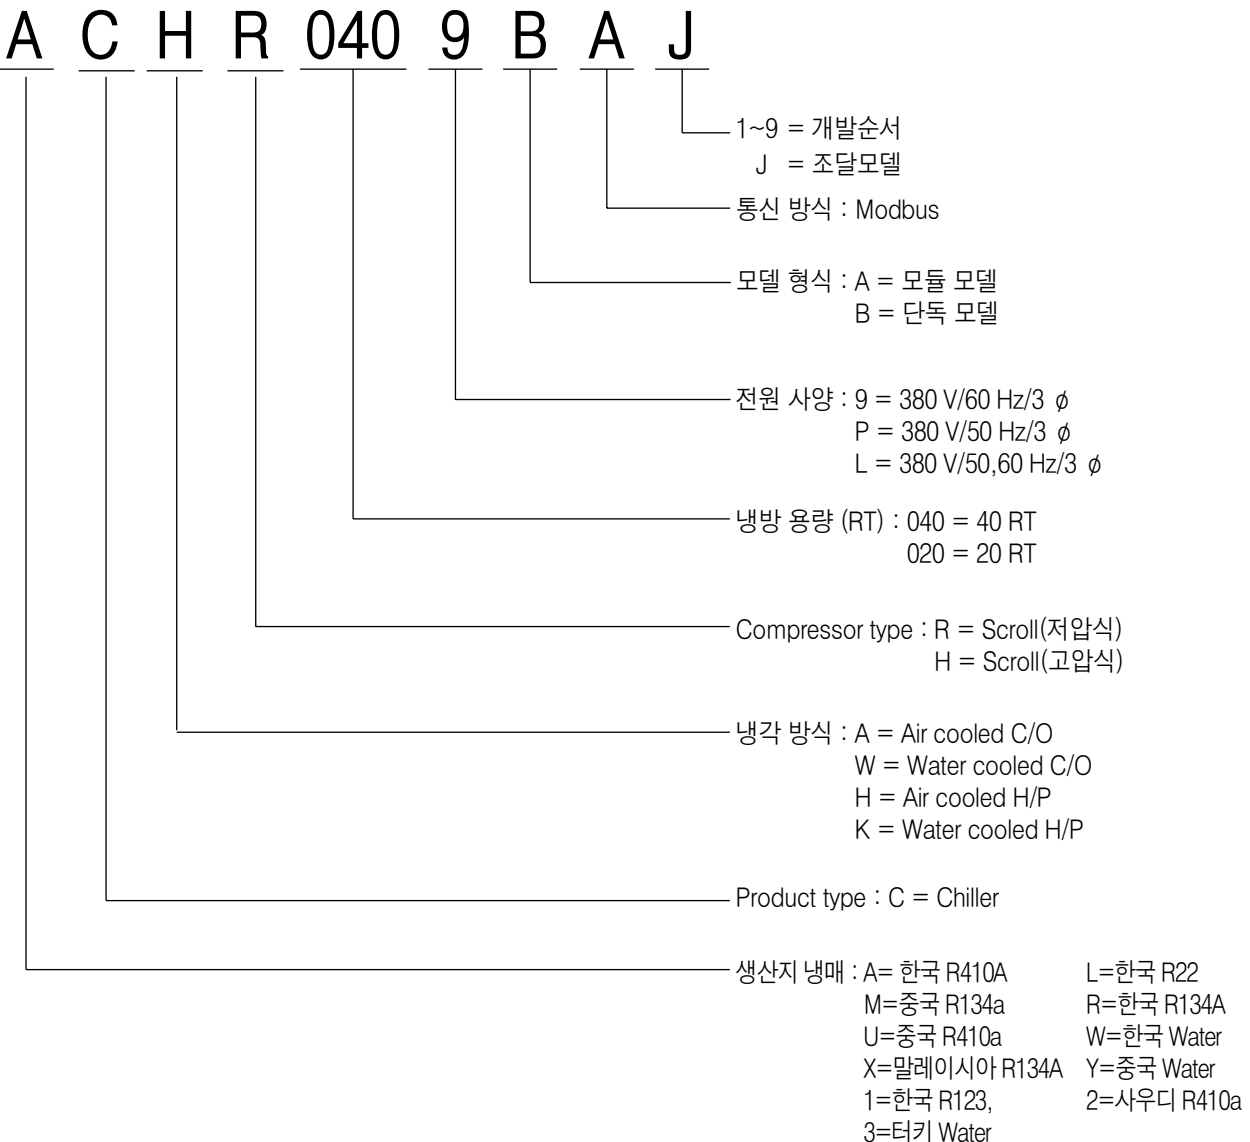 A C H R 040 9 B A J
1~9 = 개발순서
J = 조달모델
통신 방식 : Modbus
모델 형식 : A = 모듈 모델
B = 단독 모델
전원 사양 : 9 = 380 V/60 Hz/3 ϕ
P = 380 V/50 Hz/3 ϕ
L = 380 V/50,60 Hz/3 ϕ
냉방 용량 (RT) : 040 = 40 RT
020 = 20 RT
Compressor type : R = Scroll(저압식)
H = Scroll(고압식)
냉각 방식 : A = Air cooled C/O
W = Water cooled C/O
H = Air cooled H/P
K = Water cooled H/P
Product type : C = Chiller
생산지 냉매 : A= 한국 R410A L=한국 R22
M=중국 R134a R=한국 R134A
U=중국 R410a W=한국 Water
X=말레이시아 R134A Y=중국 Water
1=한국 R123, 2=사우디 R410a
3=터키 Water